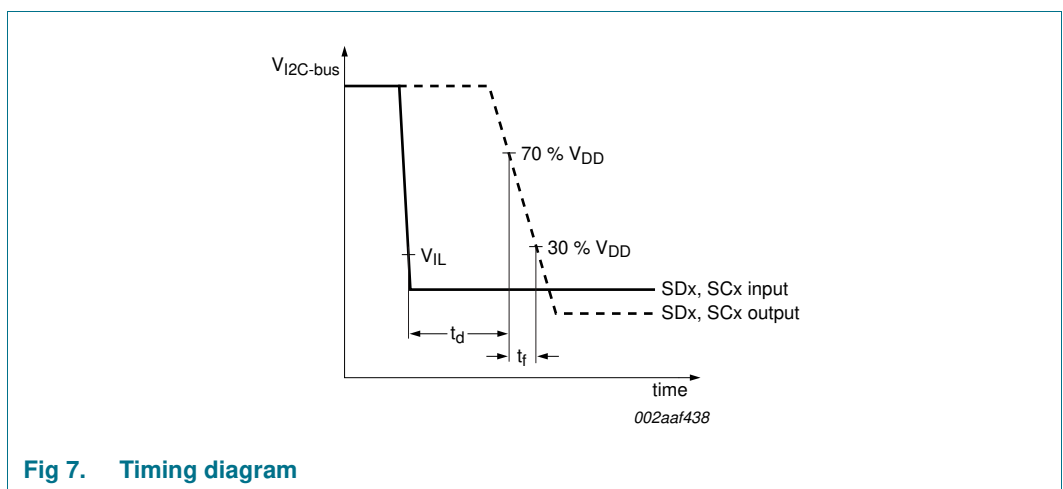 V_I2C-bus
70 % V_DD
30 % V_DD
V_IL
SDx, SCx input
SDx, SCx output
t_d
t_f
time
002aaf438
Fig 7. Timing diagram